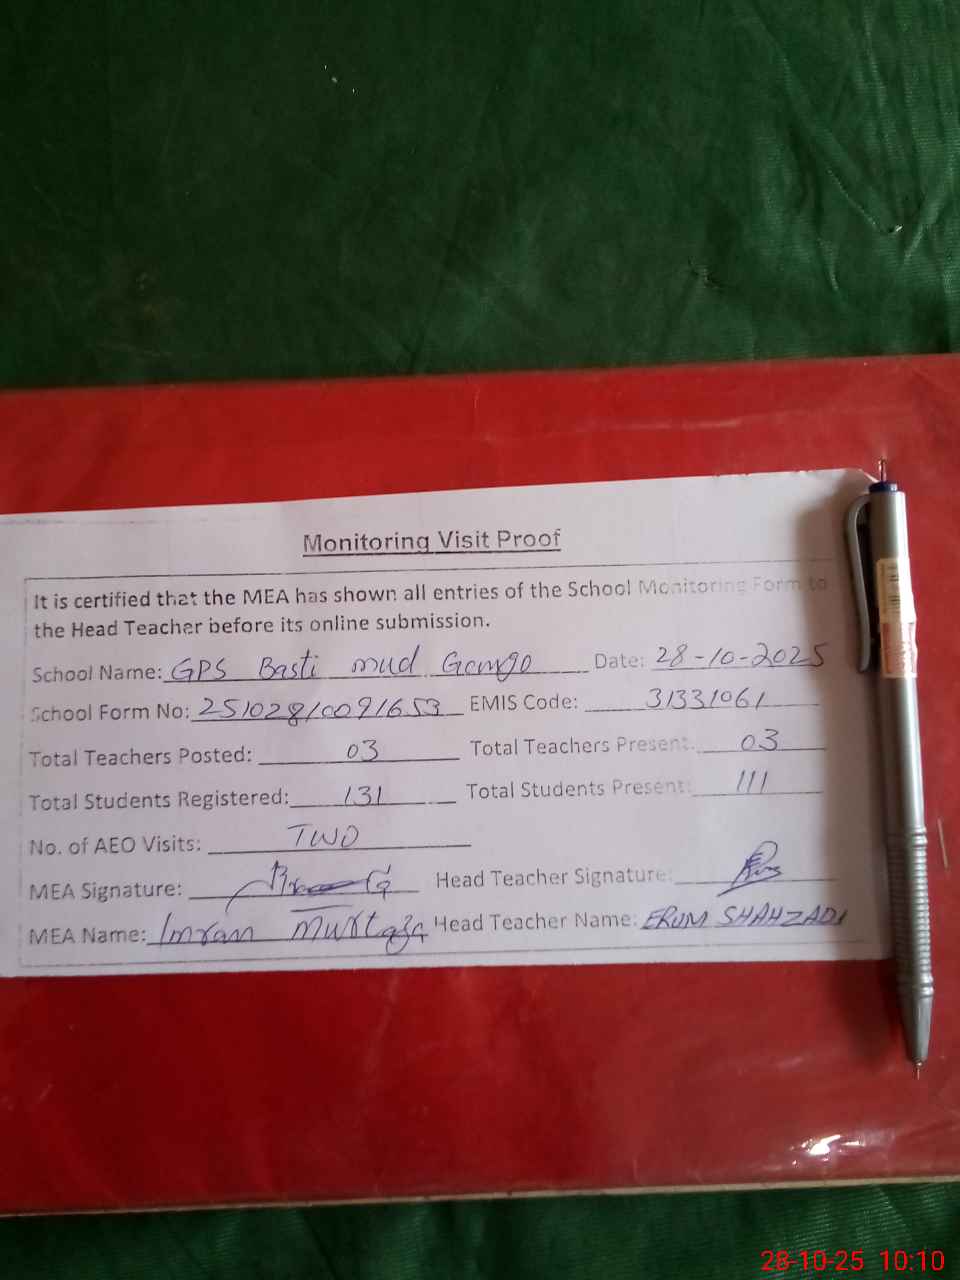 Monitoring Visit Proof
It is certified that the MEA has shown all entries of the School Monitoring Form to
the Head Teacher before its online submission.
School Name: GPS Basti mud Gamgo Date: 28-10-2025
School Form No: 25102810091653 EMIS Code: 31331061
Total Teachers Posted: 03 Total Teachers Present: 03
Total Students Registered: 131 Total Students Present: 111
No. of AEO Visits: TWO
MEA Signature: Head Teacher Signature:
MEA Name: Imran Murtaza Head Teacher Name: ERUM SHAHZADI
28-10-25 10:10